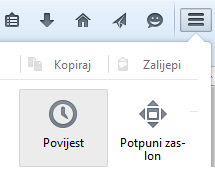 Kopiraj Zalijepi
Povijest Potpuni zas-
lon